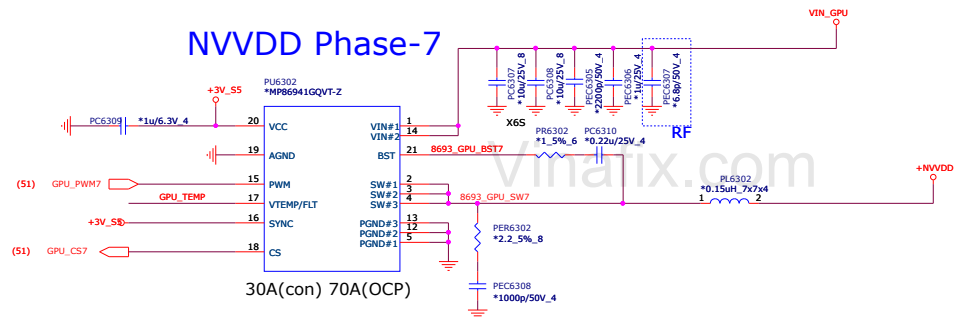 NVVDD Phase-7
VIN_GPU
PU6302
*MP86941GQVT-Z
+3V_S5
PC6309
*1u/6.3V_4
20 VCC
19 AGND
15 PWM
17 VTEMP/FLT
16 SYNC
18 CS
VIN#1 1
VIN#2 14
BST 21
SW#1 2
SW#2 3
SW#3 4
PGND#3 13
PGND#2 12
PGND#1 5
(51) GPU_PWM7
GPU_TEMP
+3V_S5
(51) GPU_CS7
30A(con) 70A(OCP)
PC6307
*10u/25V_8
PC6308
*10u/25V_8
PEC6305
*2200p/50V_4
PEC6306
*1u/25V_4
PEC6307
*6.8p/50V_4
X6S
RF
8693_GPU_BST7
PR6302
*1_5%_6
PC6310
*0.22u/25V_4
Vinafix.com
8693_GPU_SW7
PL6302
*0.15uH_7x7x4
1 2
+NVVDD
PER6302
*2.2_5%_8
PEC6308
*1000p/50V_4